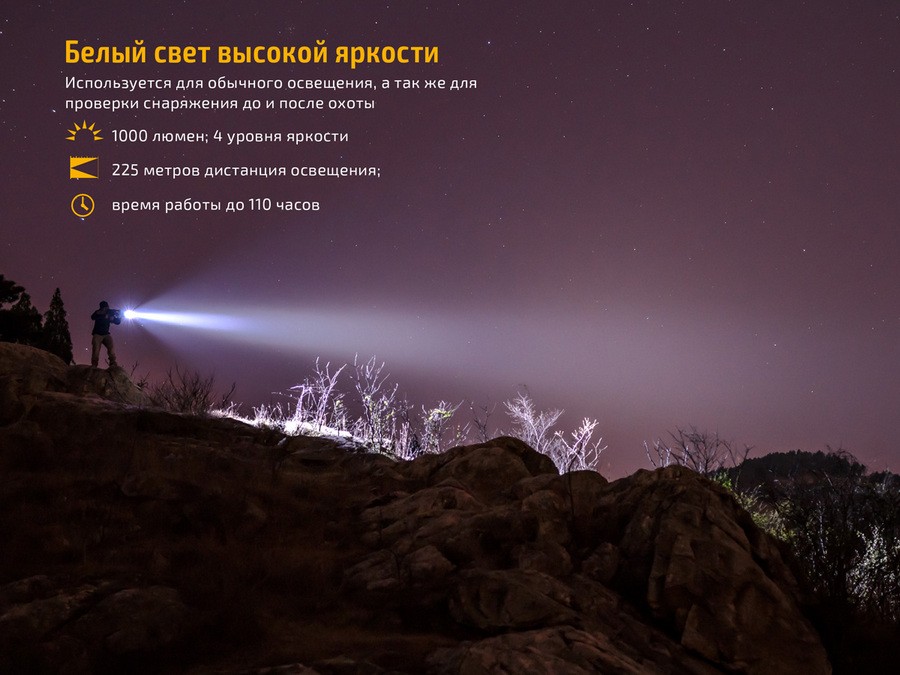 Белый свет высокой яркости
Используется для обычного освещения, а так же для
проверки снаряжения до и после охоты
1000 люмен; 4 уровня яркости
225 метров дистанция освещения;
время работы до 110 часов